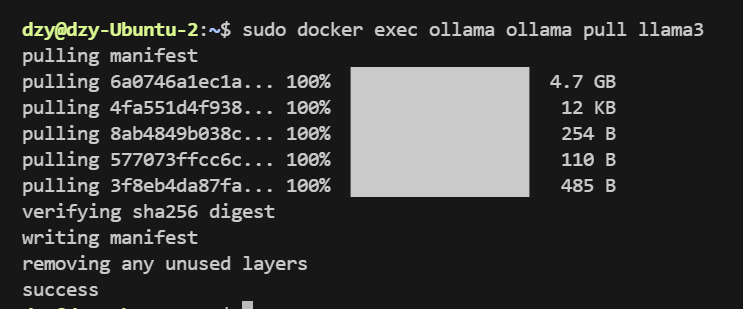 dzy@dzy-Ubuntu-2:~$ sudo docker exec ollama ollama pull llama3
pulling manifest
pulling 6a0746a1ec1a... 100% 4.7 GB
pulling 4fa551d4f938... 100% 12 KB
pulling 8ab4849b038c... 100% 254 B
pulling 577073ffcc6c... 100% 110 B
pulling 3f8eb4da87fa... 100% 485 B
verifying sha256 digest
writing manifest
removing any unused layers
success